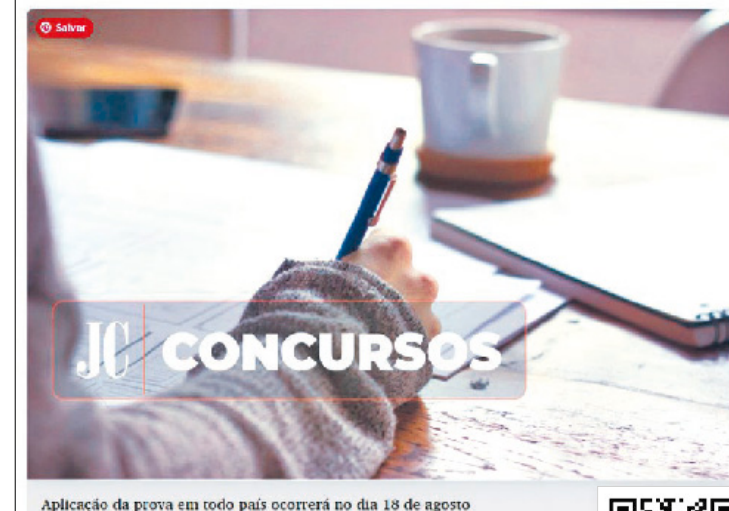 Salvar
JC CONCURSOS
Aplicação da prova em todo país ocorrerá no dia 18 de agosto